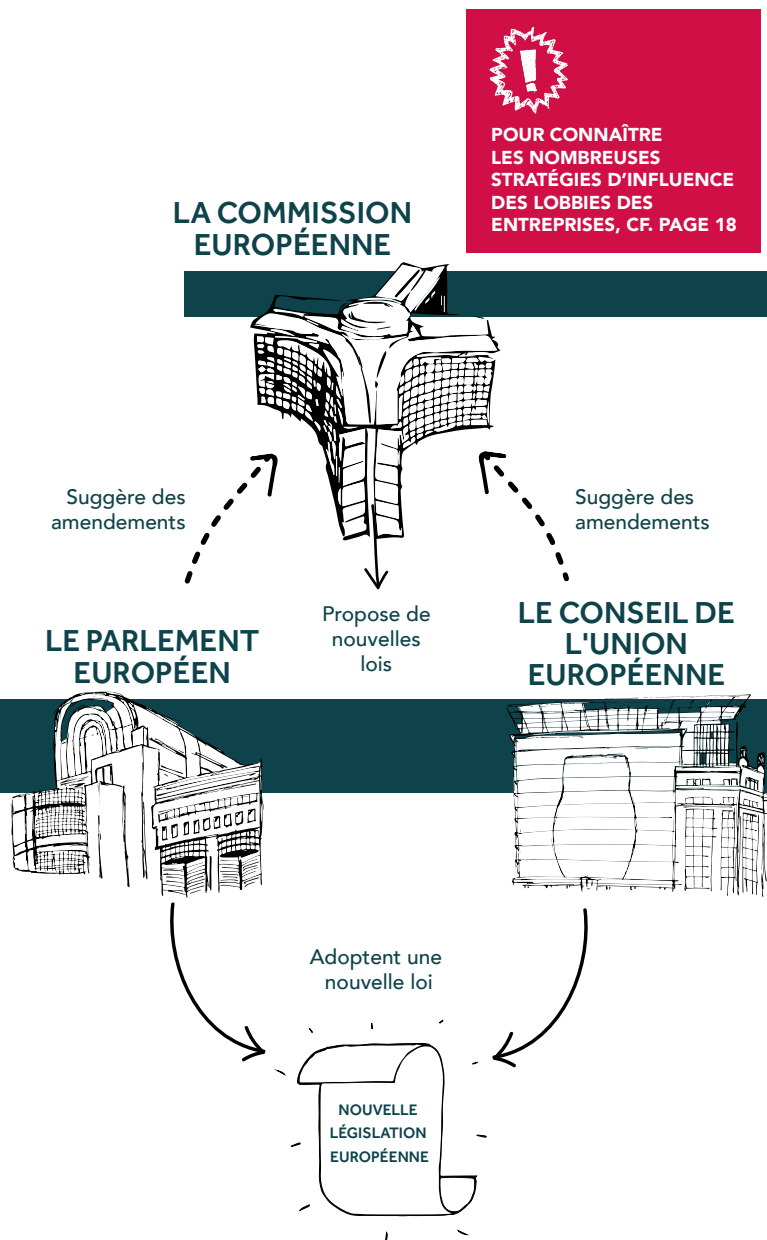 POUR CONNAÎTRE
LES NOMBREUSES
STRATÉGIES D'INFLUENCE
DES LOBBIES DES
ENTREPRISES, CF. PAGE 18
LA COMMISSION
EUROPÉENNE
Suggère des
amendements
Suggère des
amendements
Propose de
nouvelles
lois
LE PARLEMENT
EUROPÉEN
LE CONSEIL DE
L'UNION
EUROPÉENNE
Adoptent une
nouvelle loi
NOUVELLE
LÉGISLATION
EUROPÉENNE